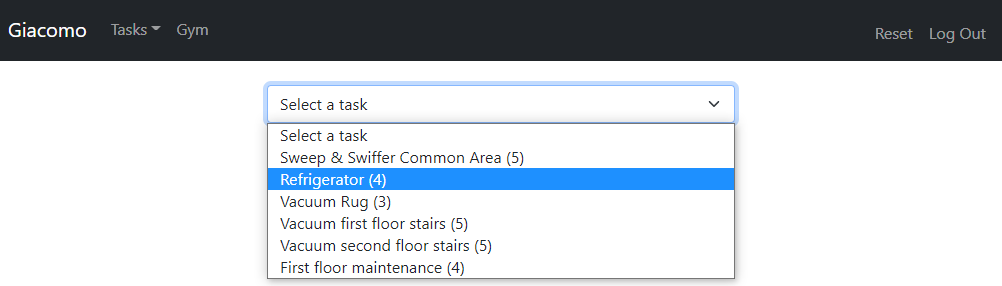 Giacomo Tasks Gym Reset Log Out
Select a task
Select a task
Sweep & Swiffer Common Area (5)
Refrigerator (4)
Vacuum Rug (3)
Vacuum first floor stairs (5)
Vacuum second floor stairs (5)
First floor maintenance (4)